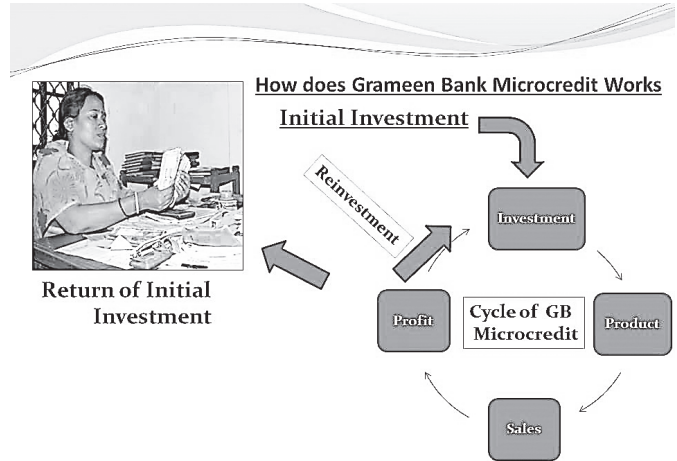 How does Grameen Bank Microcredit Works
Initial Investment
Reinvestment
Investment
Return of Initial
Investment
Profit
Cycle of GB
Microcredit
Product
Sales